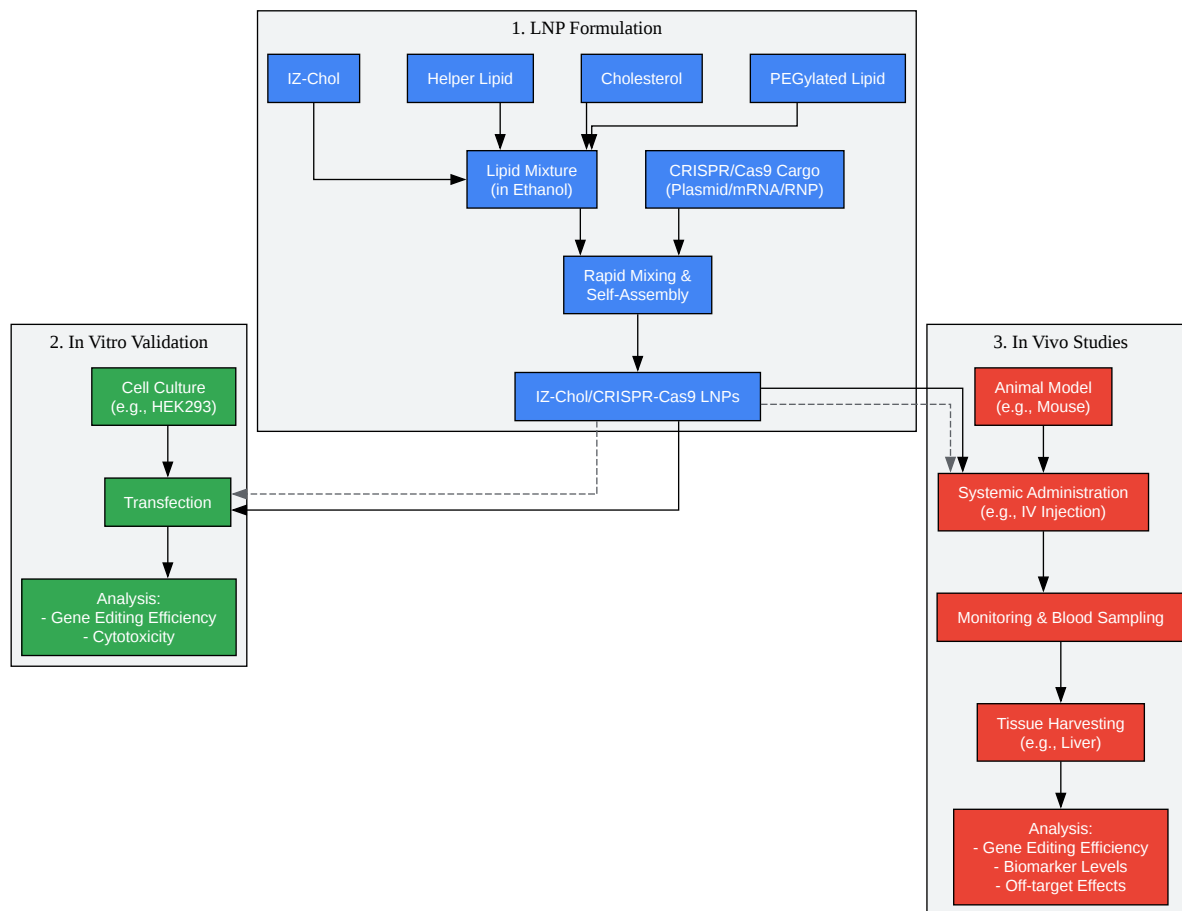 1. LNP Formulation
IZ-Chol
Helper Lipid
Cholesterol
PEGylated Lipid
Lipid Mixture
(in Ethanol)
CRISPR/Cas9 Cargo
(Plasmid/mRNA/RNP)
Rapid Mixing &
Self-Assembly
IZ-Chol/CRISPR-Cas9 LNPs
2. In Vitro Validation
Cell Culture
(e.g., HEK293)
Transfection
Analysis:
- Gene Editing Efficiency
- Cytotoxicity
3. In Vivo Studies
Animal Model
(e.g., Mouse)
Systemic Administration
(e.g., IV Injection)
Monitoring & Blood Sampling
Tissue Harvesting
(e.g., Liver)
Analysis:
- Gene Editing Efficiency
- Biomarker Levels
- Off-target Effects